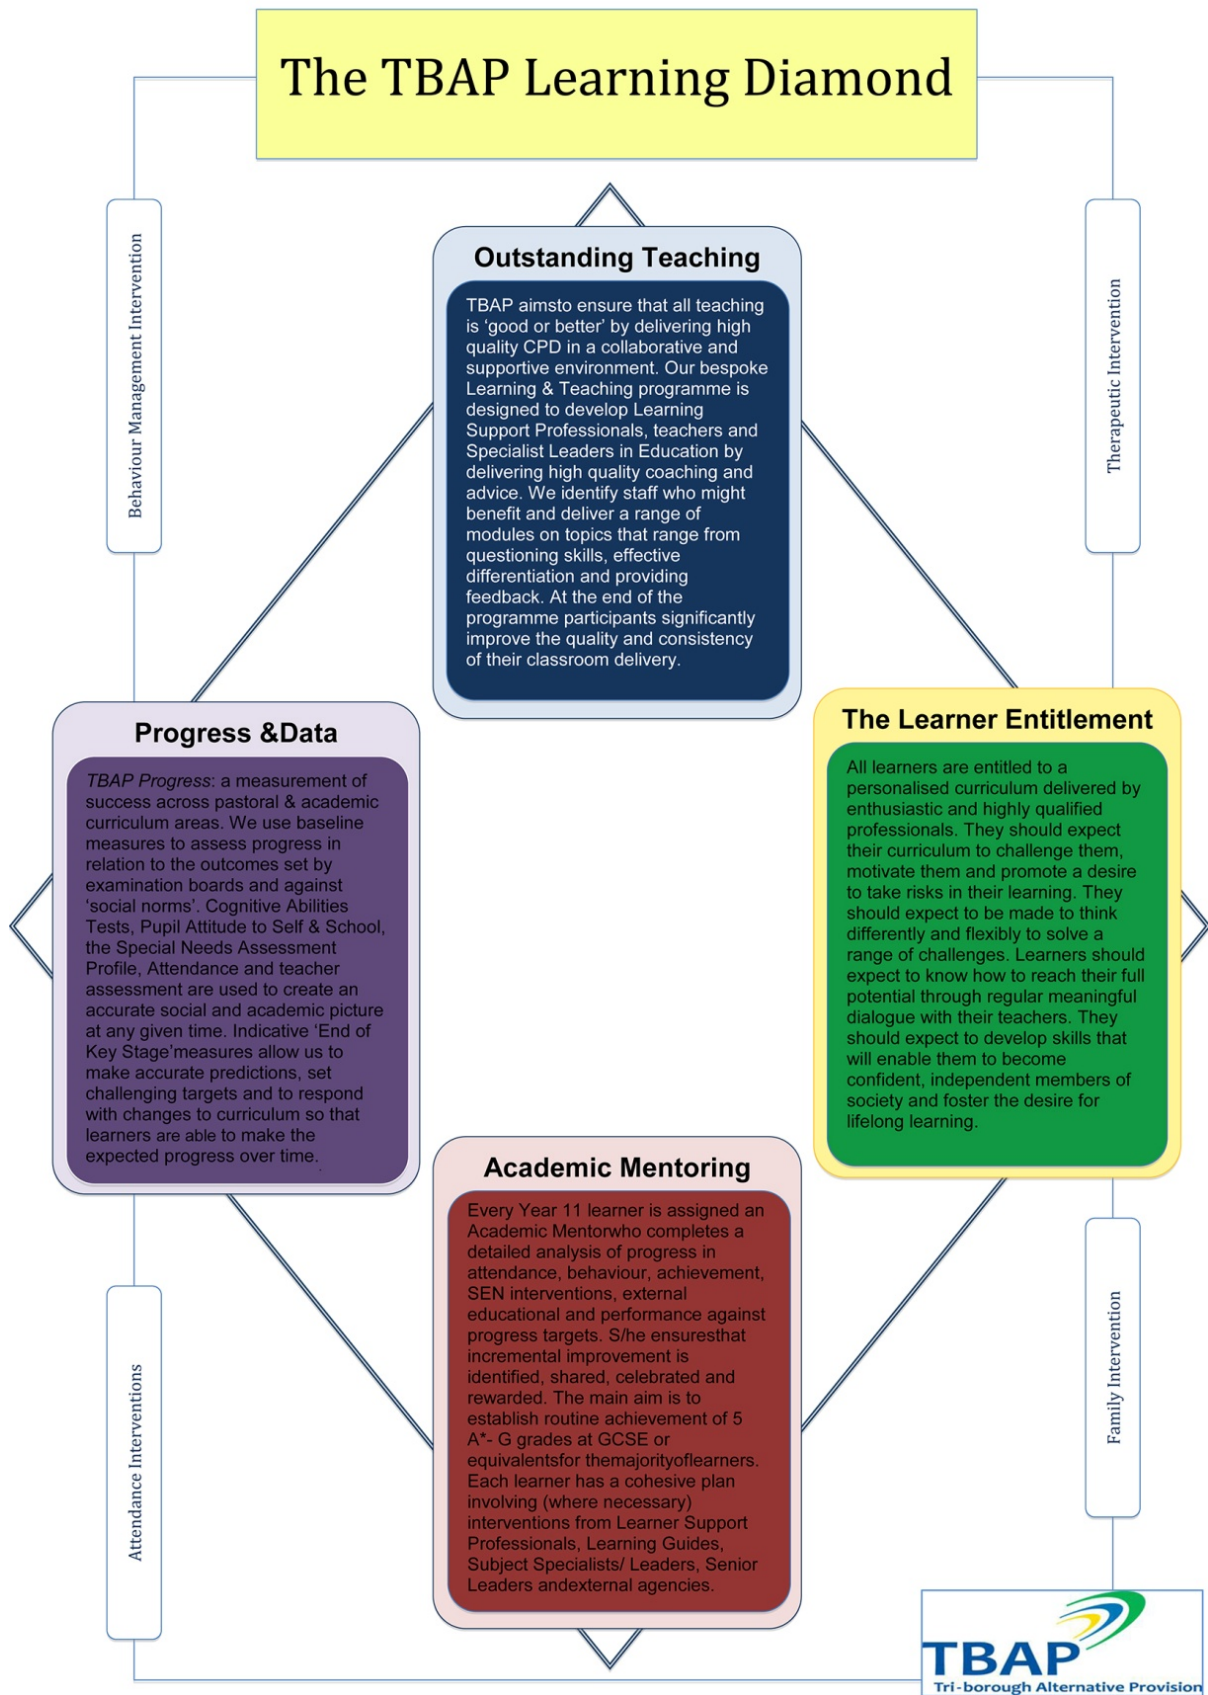 The TBAP Learning Diamond
Behaviour Management Intervention
Therapeutic Intervention
Outstanding Teaching
TBAP aimsto ensure that all teaching
is ‘good or better’ by delivering high
quality CPD in a collaborative and
supportive environment. Our bespoke
Learning & Teaching programme is
designed to develop Learning
Support Professionals, teachers and
Specialist Leaders in Education by
delivering high quality coaching and
advice. We identify staff who might
benefit and deliver a range of
modules on topics that range from
questioning skills, effective
differentiation and providing
feedback. At the end of the
programme participants significantly
improve the quality and consistency
of their classroom delivery.
Progress &Data
TBAP Progress: a measurement of
success across pastoral & academic
curriculum areas. We use baseline
measures to assess progress in
relation to the outcomes set by
examination boards and against
‘social norms’. Cognitive Abilities
Tests, Pupil Attitude to Self & School,
the Special Needs Assessment
Profile, Attendance and teacher
assessment are used to create an
accurate social and academic picture
at any given time. Indicative ‘End of
Key Stage’measures allow us to
make accurate predictions, set
challenging targets and to respond
with changes to curriculum so that
learners are able to make the
expected progress over time.
The Learner Entitlement
All learners are entitled to a
personalised curriculum delivered by
enthusiastic and highly qualified
professionals. They should expect
their curriculum to challenge them,
motivate them and promote a desire
to take risks in their learning. They
should expect to be made to think
differently and flexibly to solve a
range of challenges. Learners should
expect to know how to reach their full
potential through regular meaningful
dialogue with their teachers. They
should expect to develop skills that
will enable them to become
confident, independent members of
society and foster the desire for
lifelong learning.
Academic Mentoring
Every Year 11 learner is assigned an
Academic Mentorwho completes a
detailed analysis of progress in
attendance, behaviour, achievement,
SEN interventions, external
educational and performance against
progress targets. S/he ensuresthat
incremental improvement is
identified, shared, celebrated and
rewarded. The main aim is to
establish routine achievement of 5
A*- G grades at GCSE or
equivalentsfor themajorityoflearners.
Each learner has a cohesive plan
involving (where necessary)
interventions from Learner Support
Professionals, Learning Guides,
Subject Specialists/ Leaders, Senior
Leaders andexternal agencies.
Attendance Interventions
Family Intervention
TBAP
Tri-borough Alternative Provision